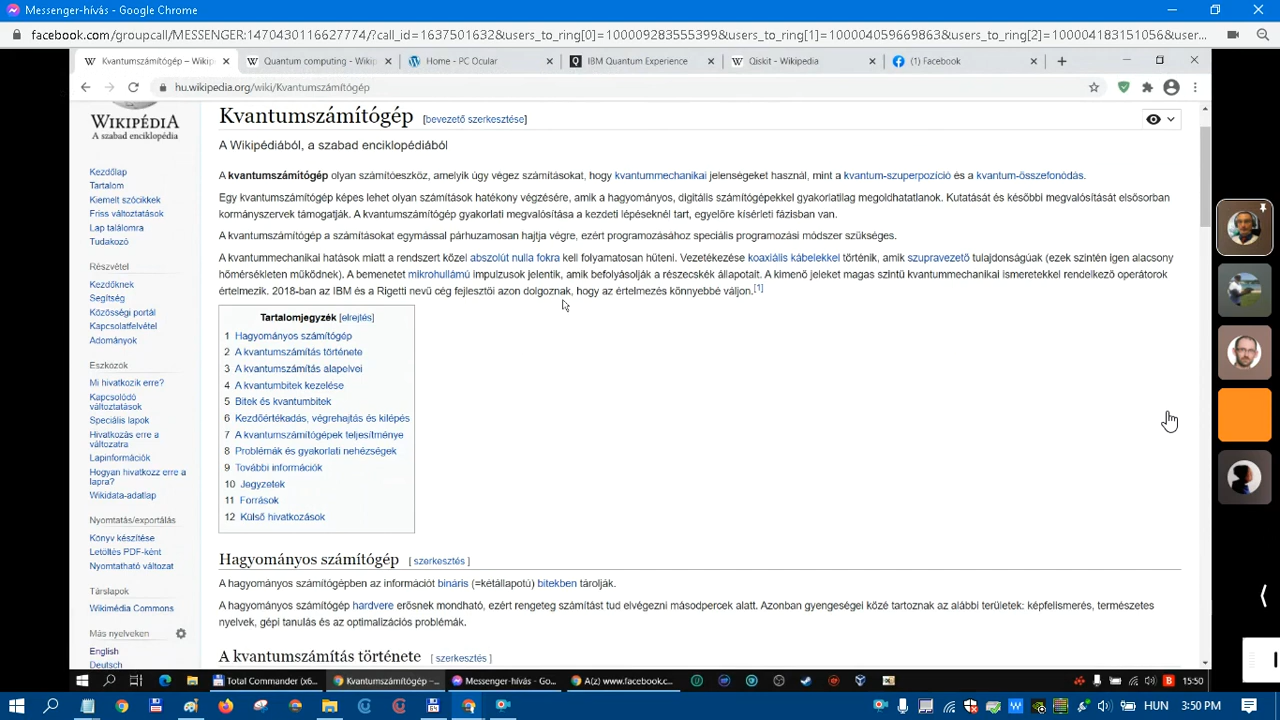 Messenger-hívás - Google Chrome
facebook.com/groupcall/MESSENGER:1470430116627774/?call_id=1637501632&users_to_ring[0]=100009283555399&users_to_ring[1]=100004059669863&users_to_ring[2]=100004183151056&user...
Kvantumszámítógép – Wikip
Quantum computing - Wikip
Home - PC Ocular
IBM Quantum Experience
Qiskit - Wikipedia
(1) Facebook
hu.wikipedia.org/wiki/Kvantumszámítógép
WIKIPÉDIA
A szabad enciklopédia
Kezdőlap
Tartalom
Kiemelt szócikkek
Friss változtatások
Lap találomra
Tudakozó
Részvétel
Kezdőknek
Segítség
Közösségi portál
Kapcsolatfelvétel
Adományok
Eszközök
Mi hivatkozik erre?
Kapcsolódó
változtatások
Speciális lapok
Hivatkozás erre a
változatra
Lapinformációk
Hogyan hivatkozz erre a
lapra?
Wikidata-adatlap
Nyomtatás/exportálás
Könyv készítése
Letöltés PDF-ként
Nyomtatható változat
Társlapok
Wikimédia Commons
Más nyelveken
English
Deutsch
Kvantumszámítógép [bevezető szerkesztése]
A Wikipédiából, a szabad enciklopédiából
A kvantumszámítógép olyan számítóeszköz, amelyik úgy végez számításokat, hogy kvantummechanikai jelenségeket használ, mint a kvantum-szuperpozíció és a kvantum-összefonódás.
Egy kvantumszámítógép képes lehet olyan számítások hatékony végzésére, amik a hagyományos, digitális számítógépekkel gyakorlatilag megoldhatatlanok. Kutatását és későbbi megvalósítását elsősorban
kormányszervek támogatják. A kvantumszámítógép gyakorlati megvalósítása a kezdeti lépéseknél tart, egyelőre kísérleti fázisban van.
A kvantumszámítógép a számításokat egymással párhuzamosan hajtja végre, ezért programozásához speciális programozási módszer szükséges.
A kvantummechanikai hatások miatt a rendszert közel abszolút nulla fokra kell folyamatosan hűteni. Vezetékezése koaxiális kábelekkel történik, amik szupravezető tulajdonságúak (ezek szintén igen alacsony
hőmérsékleten működnek). A bemenetet mikrohullámú impulzusok jelentik, amik befolyásolják a részecskék állapotait. A kimenő jeleket magas szintű kvantummechanikai ismeretekkel rendelkező operátorok
értelmezik. 2018-ban az IBM és a Rigetti nevű cég fejlesztői azon dolgoznak, hogy az értelmezés könnyebbé váljon.[1]
Tartalomjegyzék [elrejtés]
1 Hagyományos számítógép
2 A kvantumszámítás története
3 A kvantumszámítás alapelvei
4 A kvantumbitek kezelése
5 Bitek és kvantumbitek
6 Kezdőértékadás, végrehajtás és kilépés
7 A kvantumszámítógépek teljesítménye
8 Problémák és gyakorlati nehézségek
9 További információk
10 Jegyzetek
11 Források
12 Külső hivatkozások
Hagyományos számítógép [ szerkesztés ]
A hagyományos számítógépben az információt bináris (=kétállapotú) bitekben tárolják.
A hagyományos számítógép hardvere erősnek mondható, ezért rengeteg számítást tud elvégezni másodpercek alatt. Azonban gyengeségei közé tartoznak az alábbi területek: képfelismerés, természetes
nyelvek, gépi tanulás és az optimalizációs problémák.
A kvantumszámítás története [ szerkesztés ]
Total Commander (x6...
Kvantumszámítógép –...
Messenger-hívás - Go...
A(z) www.facebook.c...
15:50
HUN
3:50 PM